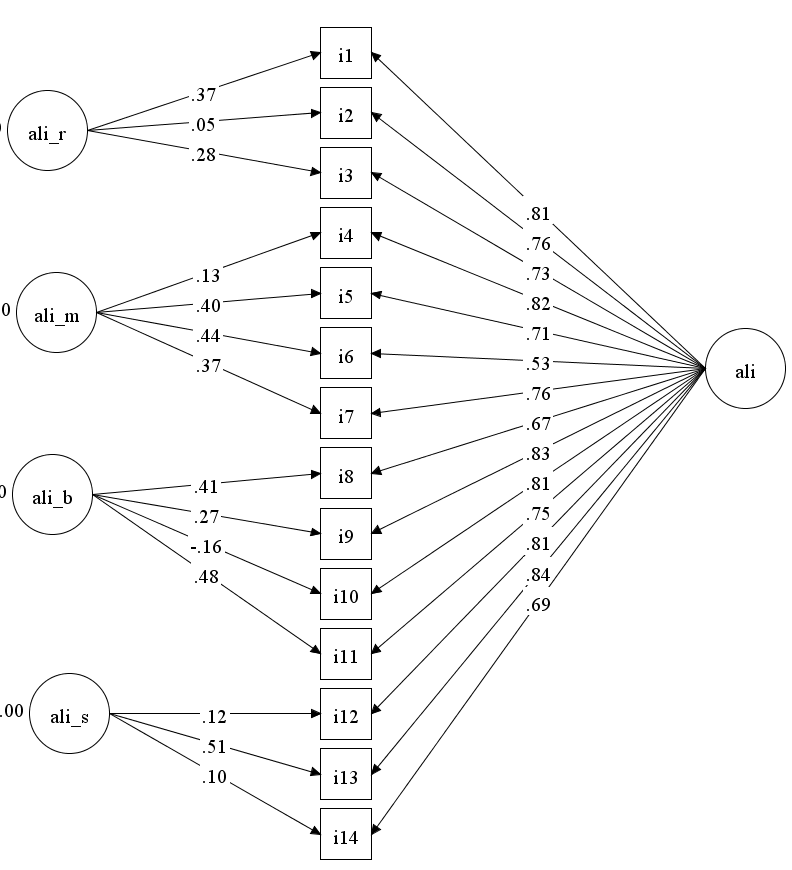 i1
.37
ali_r
.05
i2
.28
i3
.81
.76
i4
.13
.73
ali_m
.40
i5
.82
0
.44
i6
.71
.37
.53
ali
i7
.76
.67
i8
.41
.83
ali_b
.27
i9
.81
0
-.16
.75
.48
i10
.81
.84
i11
.69
ali_s
.00
.12
i12
.51
i13
.10
i14